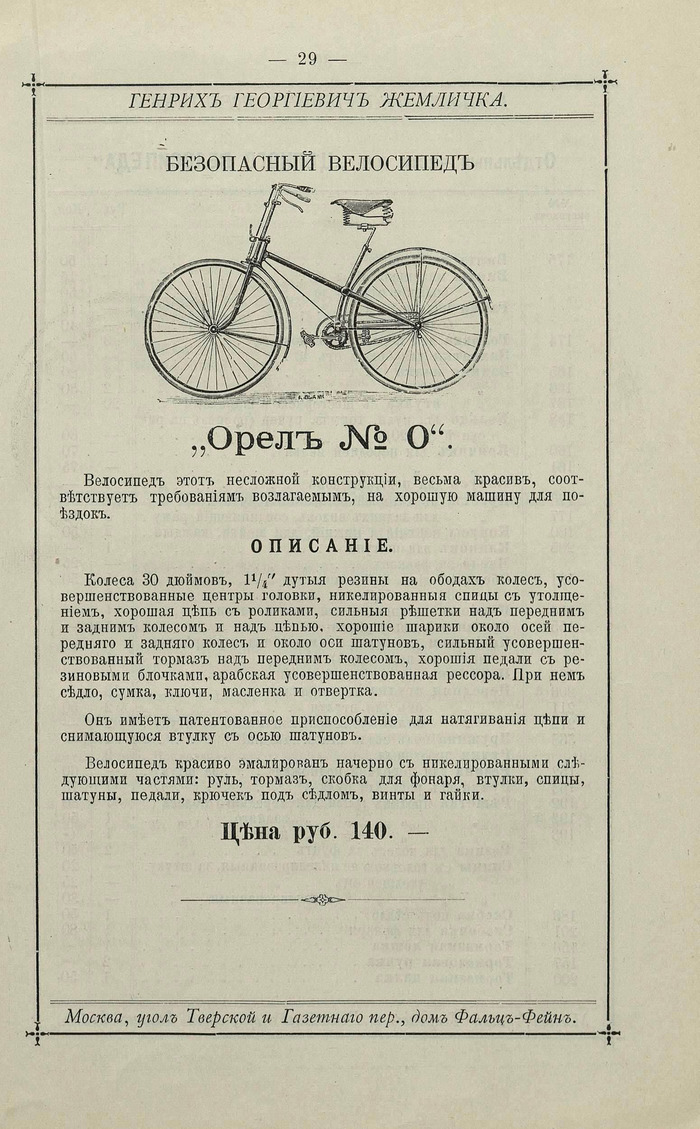 — 29 —
ГЕНРИХЪ ГЕОРГІЕВИЧЪ ЖЕМЛИЧКА.
БЕЗОПАСНЫЙ ВЕЛОСИПЕДЪ
„Орелъ № 0“.
Велосипедъ этотъ несложной конструкціи, весьма красивъ, соот-
вѣтствуетъ требованіямъ возлагаемымъ, на хорошую машину для по-
ѣздокъ.
ОПИСАНІЕ.
Колеса 30 дюймовъ, 1¹/₄″ дутыя резины на ободахъ колесъ, усо-
вершенствованные центры головки, никелированныя спицы съ утолще-
ніемъ, хорошая цѣпь съ роликами, сильныя рѣшетки надъ переднимъ
и заднимъ колесомъ и надъ цѣпью. хорошіе шарики около осей пе-
редняго и задняго колесъ и около оси шатуновъ, сильный усовершен-
ствованный тормазъ надъ переднимъ колесомъ, хорошія педали съ ре-
зиновыми блочками, арабская усовершенствованная рессора. При немъ
сѣдло, сумка, ключи, масленка и отвертка.
Онъ имѣетъ патентованное приспособленіе для натягиванія цѣпи и
снимающуюся втулку съ осью шатуновъ.
Велосипедъ красиво эмалированъ начерно съ никелированными слѣ-
дующими частями: руль, тормазъ, скобка для фонаря, втулки, спицы,
шатуны, педали, крючекъ подъ сѣдломъ, винты и гайки.
Цѣна руб. 140. —
Москва, уголъ Тверской и Газетнаго пер., домъ Фальцъ-Фейнъ.